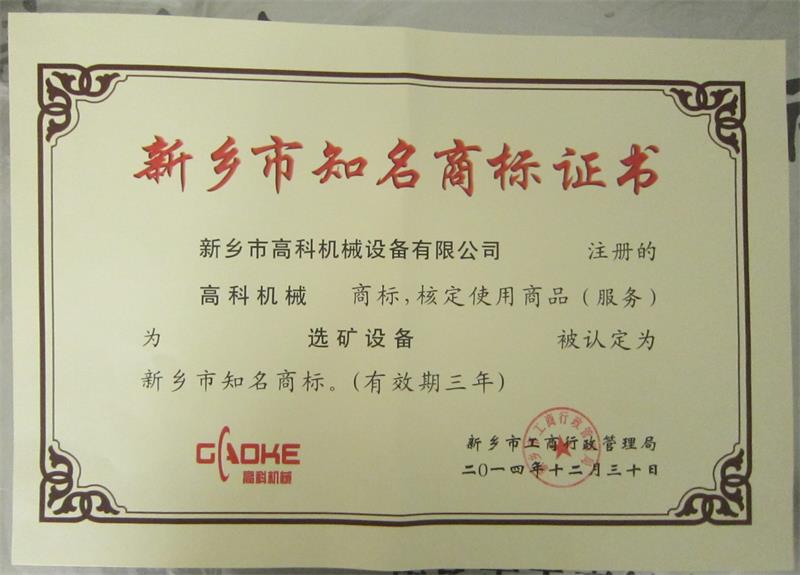 新乡市知名商标证书
新乡市高科机械设备有限公司 注册的
高科机械 商标,核定使用商品(服务)
为 选矿设备 被认定为
新乡市知名商标。(有效期三年)
GAOKE
高科机械
新乡市工商行政管理局
二〇一四年十二月三十日